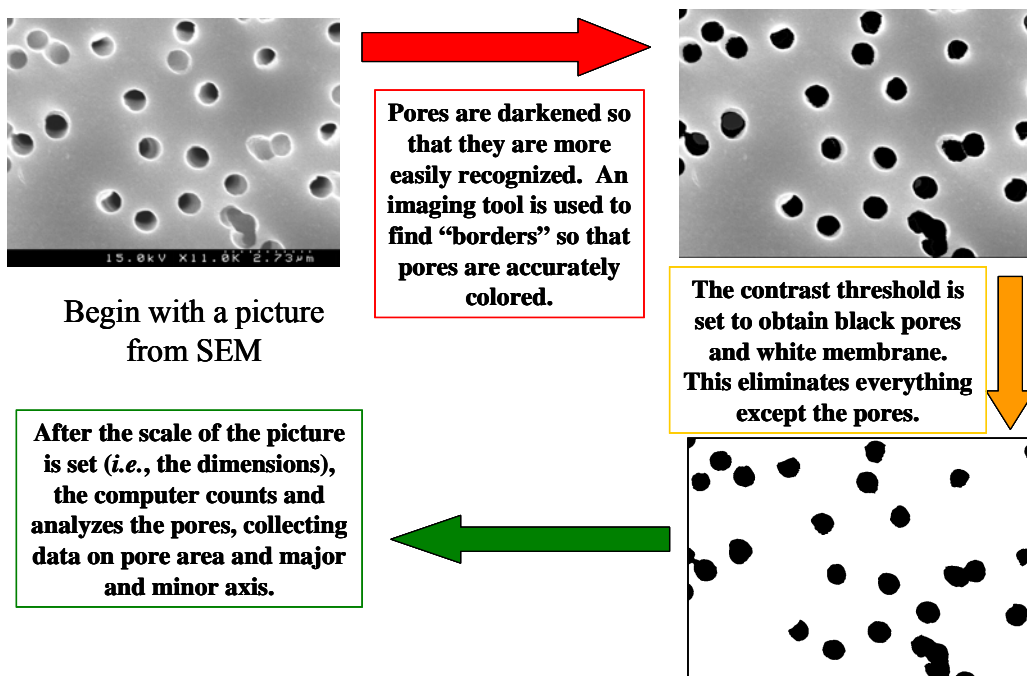 15.0kV X11.0K 2.73μm
Begin with a picture
from SEM
Pores are darkened so
that they are more
easily recognized. An
imaging tool is used to
find “borders” so that
pores are accurately
colored.
The contrast threshold is
set to obtain black pores
and white membrane.
This eliminates everything
except the pores.
After the scale of the picture
is set (i.e., the dimensions),
the computer counts and
analyzes the pores, collecting
data on pore area and major
and minor axis.